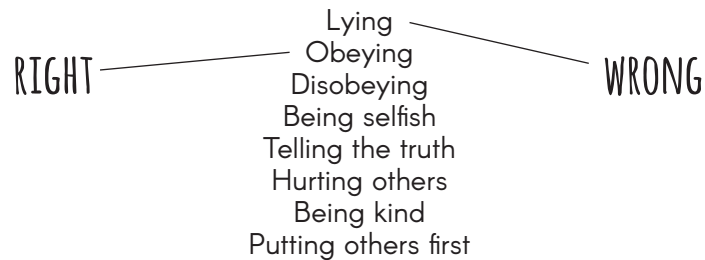 Lying
Obeying
RIGHT
WRONG
Disobeying
Being selfish
Telling the truth
Hurting others
Being kind
Putting others first